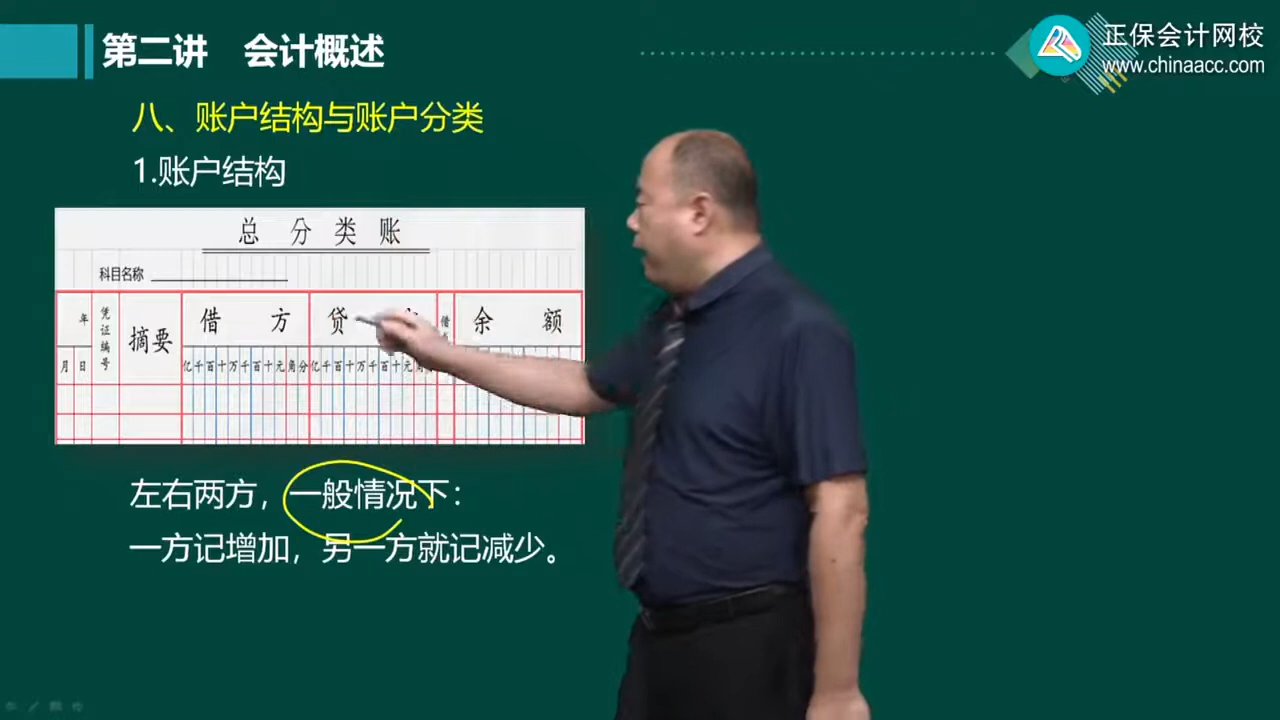 第二讲 会计概述
正保会计网校
www.chinaacc.com
八、账户结构与账户分类
1.账户结构
总分类账
科目名称
年
凭证编号
摘要
借方
贷
借
余额
月
日
亿千百十万千百十元角分
亿千百十万千百十元
左右两方，一般情况下：
一方记增加，另一方就记减少。